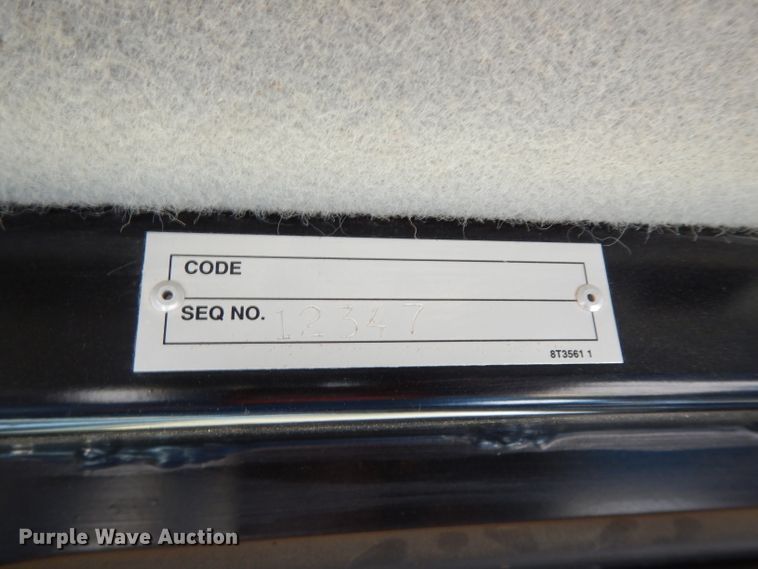 CODE
SEQ NO. 12347
8T3561 1
Purple Wave Auction